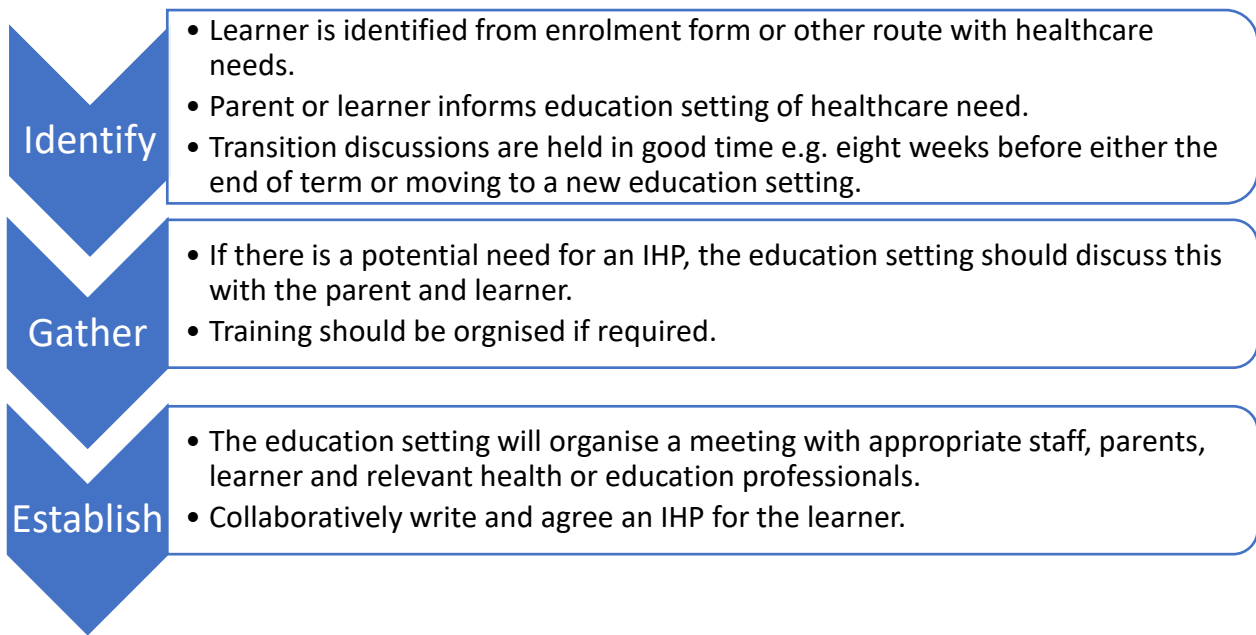 Identify
• Learner is identified from enrolment form or other route with healthcare
needs.
• Parent or learner informs education setting of healthcare need.
• Transition discussions are held in good time e.g. eight weeks before either the
end of term or moving to a new education setting.
Gather
• If there is a potential need for an IHP, the education setting should discuss this
with the parent and learner.
• Training should be orgnised if required.
Establish
• The education setting will organise a meeting with appropriate staff, parents,
learner and relevant health or education professionals.
• Collaboratively write and agree an IHP for the learner.